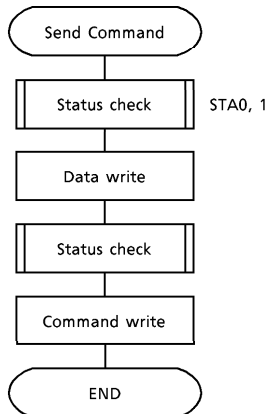 Send Command
Status check
STA0, 1
Data write
Status check
Command write
END